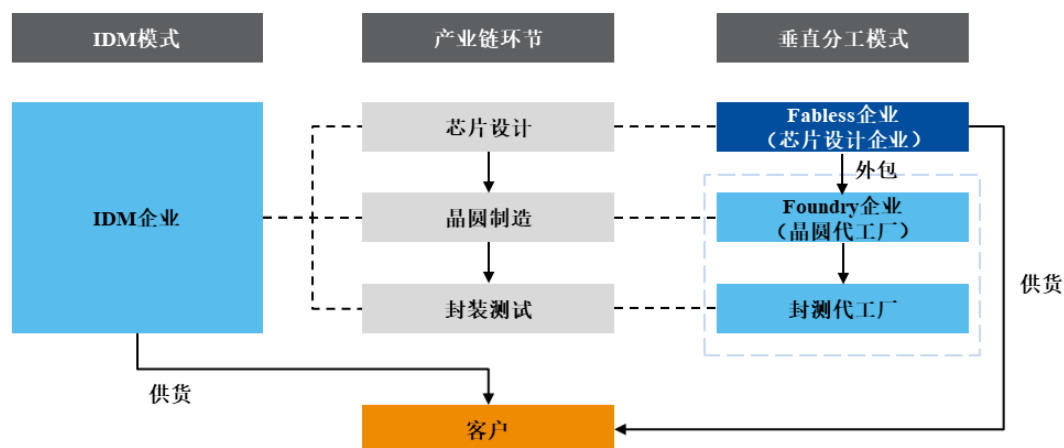 IDM模式
产业链环节
垂直分工模式
芯片设计
Fabless企业
（芯片设计企业）
外包
IDM企业
晶圆制造
Foundry企业
（晶圆代工厂）
供货
封装测试
封测代工厂
供货
客户